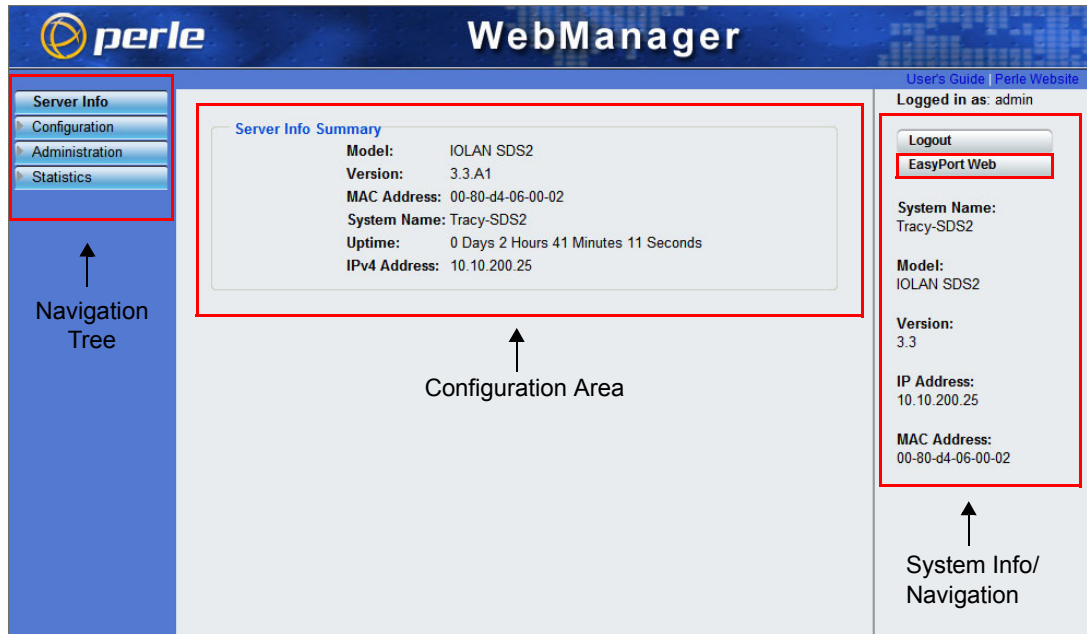 perle
WebManager
User's Guide | Perle Website
Server Info
Configuration
Administration
Statistics
Navigation
Tree
Server Info Summary
Model: IOLAN SDS2
Version: 3.3.A1
MAC Address: 00-80-d4-06-00-02
System Name: Tracy-SDS2
Uptime: 0 Days 2 Hours 41 Minutes 11 Seconds
IPv4 Address: 10.10.200.25
Configuration Area
Logged in as: admin
Logout
EasyPort Web
System Name:
Tracy-SDS2
Model:
IOLAN SDS2
Version:
3.3
IP Address:
10.10.200.25
MAC Address:
00-80-d4-06-00-02
System Info/
Navigation